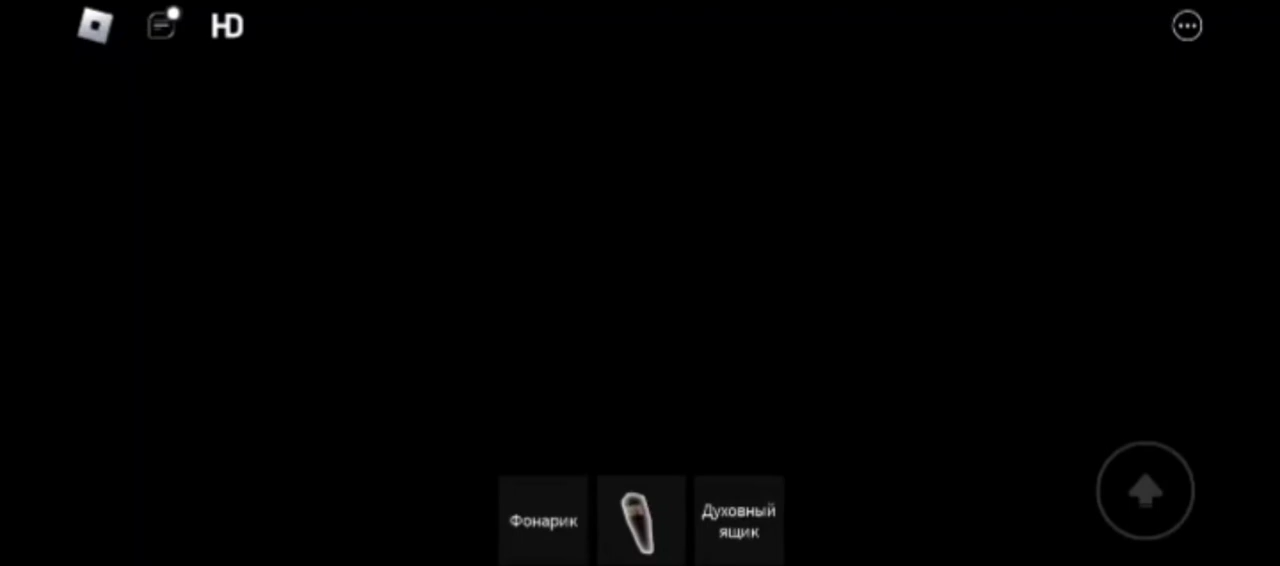 HD
Фонарик
Духовный
ящик